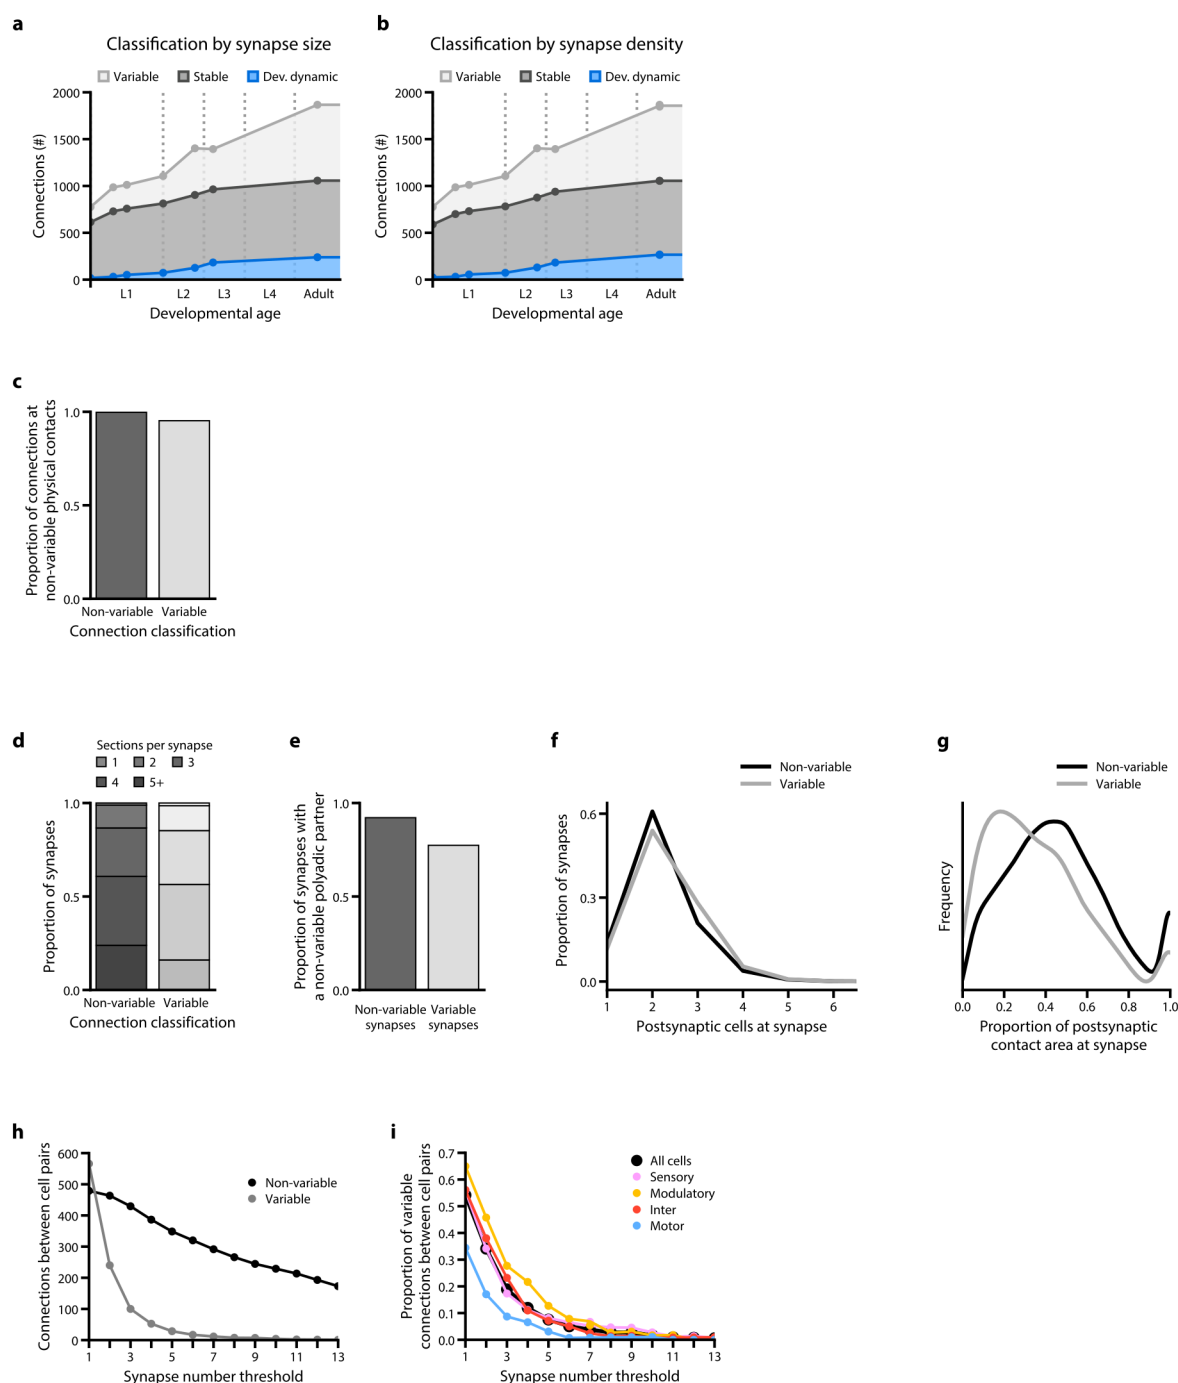 a
Classification by synapse size
Variable Stable Dev. dynamic
Connections (#)
2000
1500
1000
500
0
L1 L2 L3 L4 Adult
Developmental age
b
Classification by synapse density
Variable Stable Dev. dynamic
Connections (#)
2000
1500
1000
500
0
L1 L2 L3 L4 Adult
Developmental age
c
Proportion of connections at
non-variable physical contacts
1.0
0.5
0.0
Non-variable Variable
Connection classification
d
Sections per synapse
1 2 3
4 5+
Proportion of synapses
1.0
0.5
0.0
Non-variable Variable
Connection classification
e
Proportion of synapses with
a non-variable polyadic partner
1.0
0.5
0.0
Non-variable Variable
synapses synapses
f
Non-variable
Variable
Proportion of synapses
0.6
0.3
0.0
1 2 3 4 5 6
Postsynaptic cells at synapse
g
Non-variable
Variable
Frequency
0.0 0.2 0.4 0.6 0.8 1.0
Proportion of postsynaptic
contact area at synapse
h
Connections between cell pairs
600
500
400
300
200
100
0
Non-variable
Variable
1 3 5 7 9 11 13
Synapse number threshold
i
Proportion of variable
connections between cell pairs
0.7
0.6
0.5
0.4
0.3
0.2
0.1
0.0
All cells
Sensory
Modulatory
Inter
Motor
1 3 5 7 9 11 13
Synapse number threshold